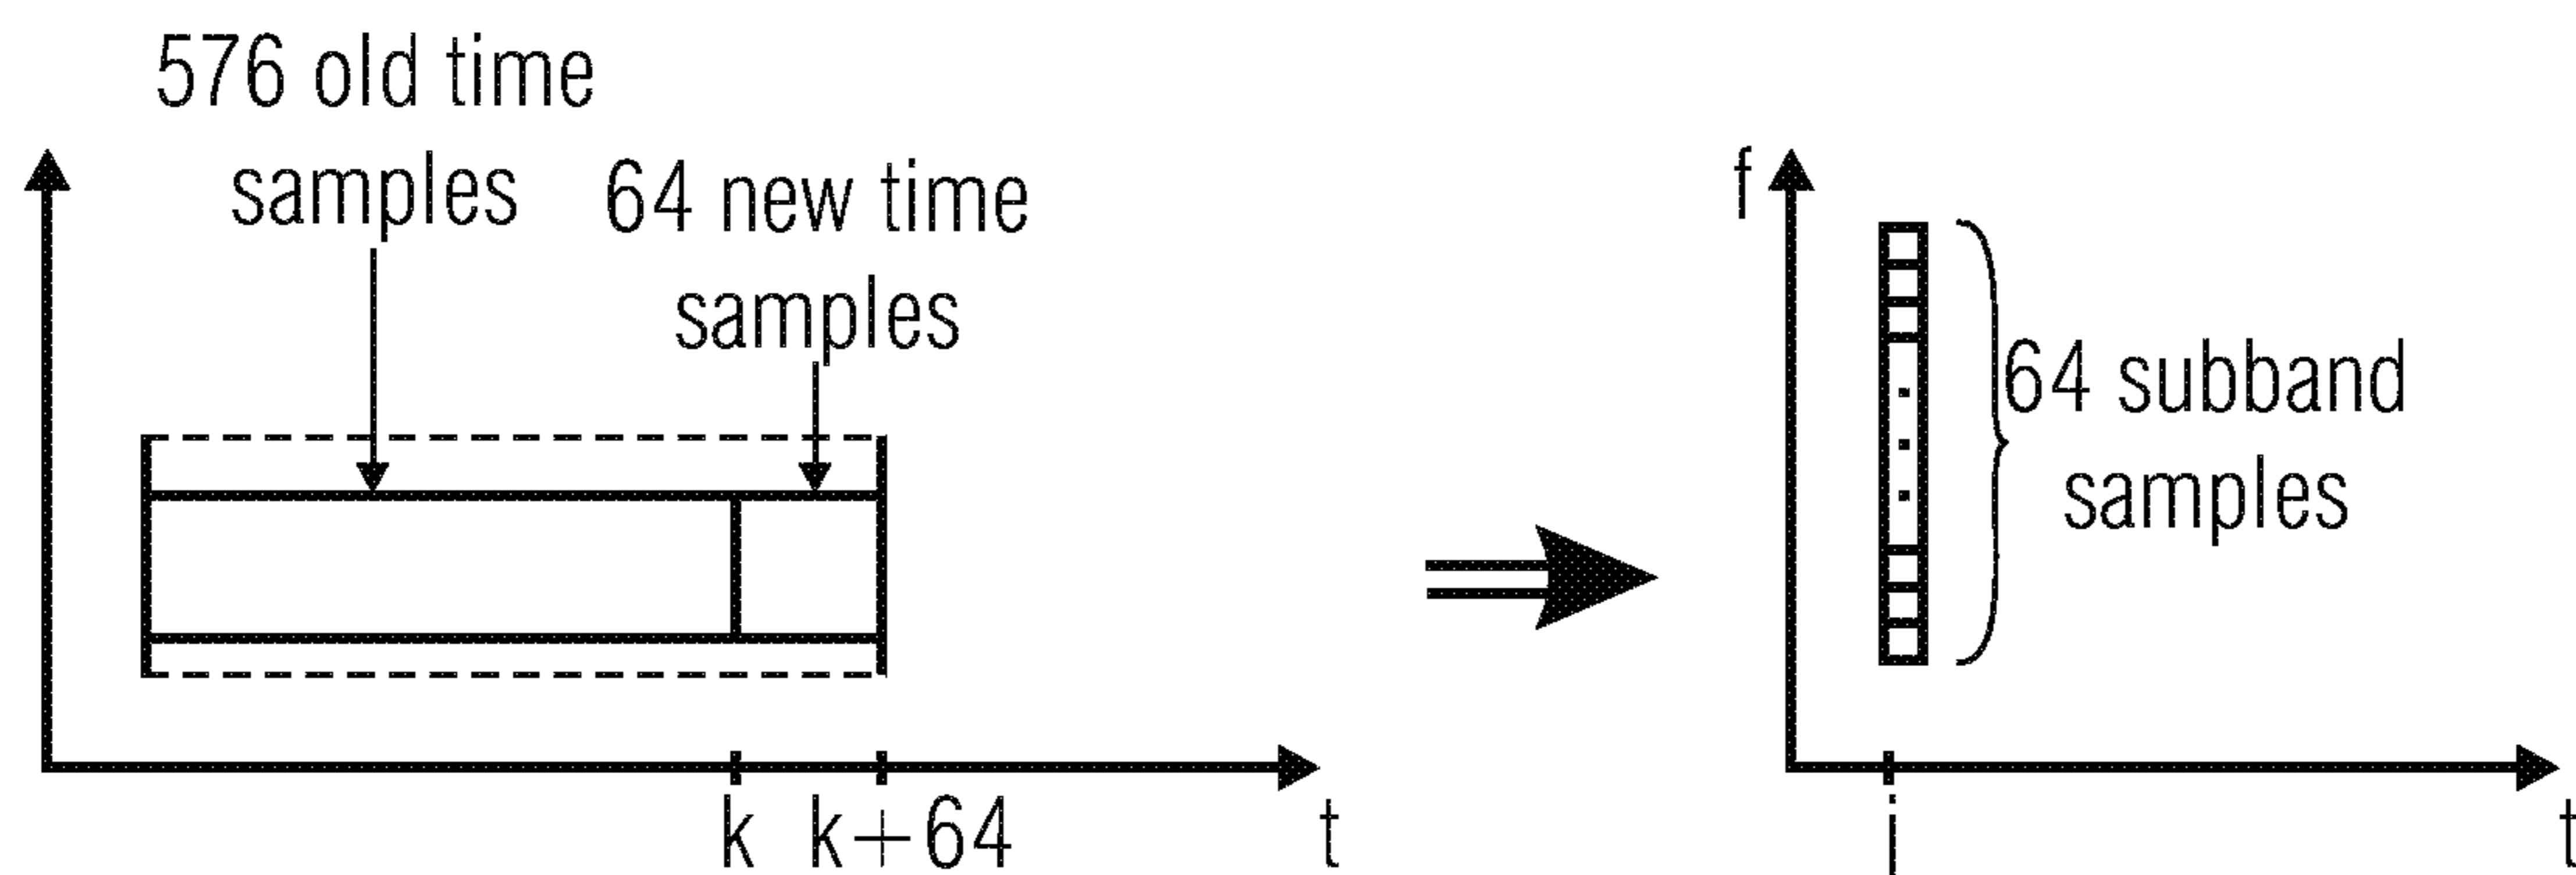 576 old time
samples
64 new time
samples
k
k+64
t
f
64 subband
samples
i
t